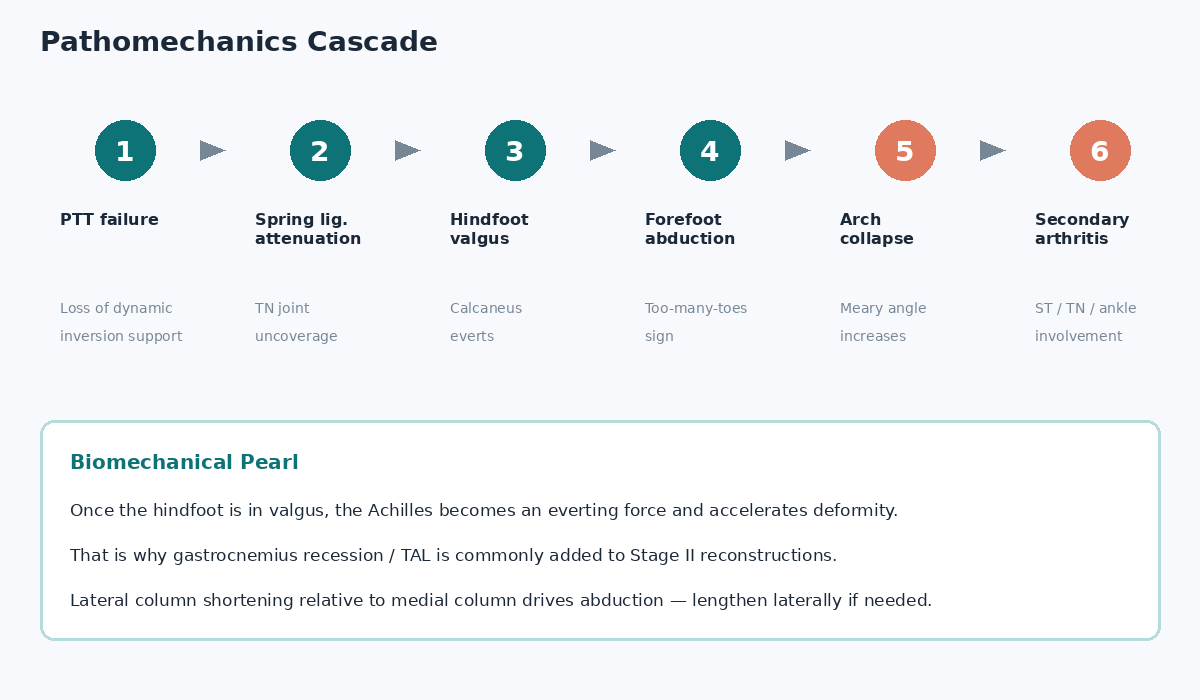 Pathomechanics Cascade
1
2
3
4
5
6
PTT failure
Spring lig.
attenuation
Hindfoot
valgus
Forefoot
abduction
Arch
collapse
Secondary
arthritis
Loss of dynamic
inversion support
TN joint
uncoverage
Calcaneus
everts
Too-many-toes
sign
Meary angle
increases
ST / TN / ankle
involvement
Biomechanical Pearl
Once the hindfoot is in valgus, the Achilles becomes an everting force and accelerates deformity.
That is why gastrocnemius recession / TAL is commonly added to Stage II reconstructions.
Lateral column shortening relative to medial column drives abduction — lengthen laterally if needed.